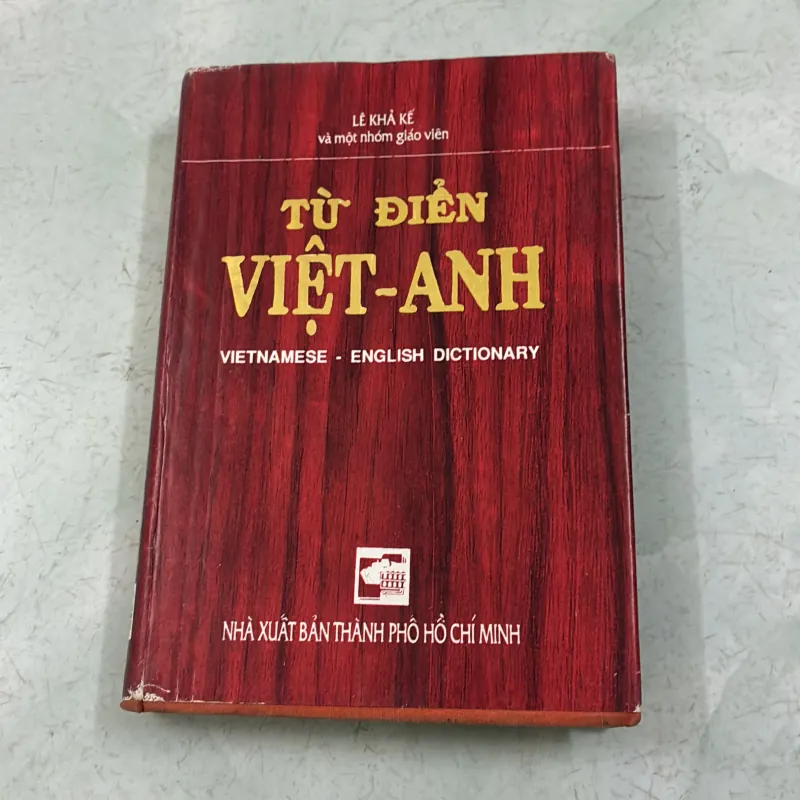 LÊ KHẢ KẾ
và một nhóm giáo viên
TỪ ĐIỂN
VIỆT-ANH
VIETNAMESE - ENGLISH DICTIONARY
NHÀ XUẤT BẢN THÀNH PHỐ HỒ CHÍ MINH